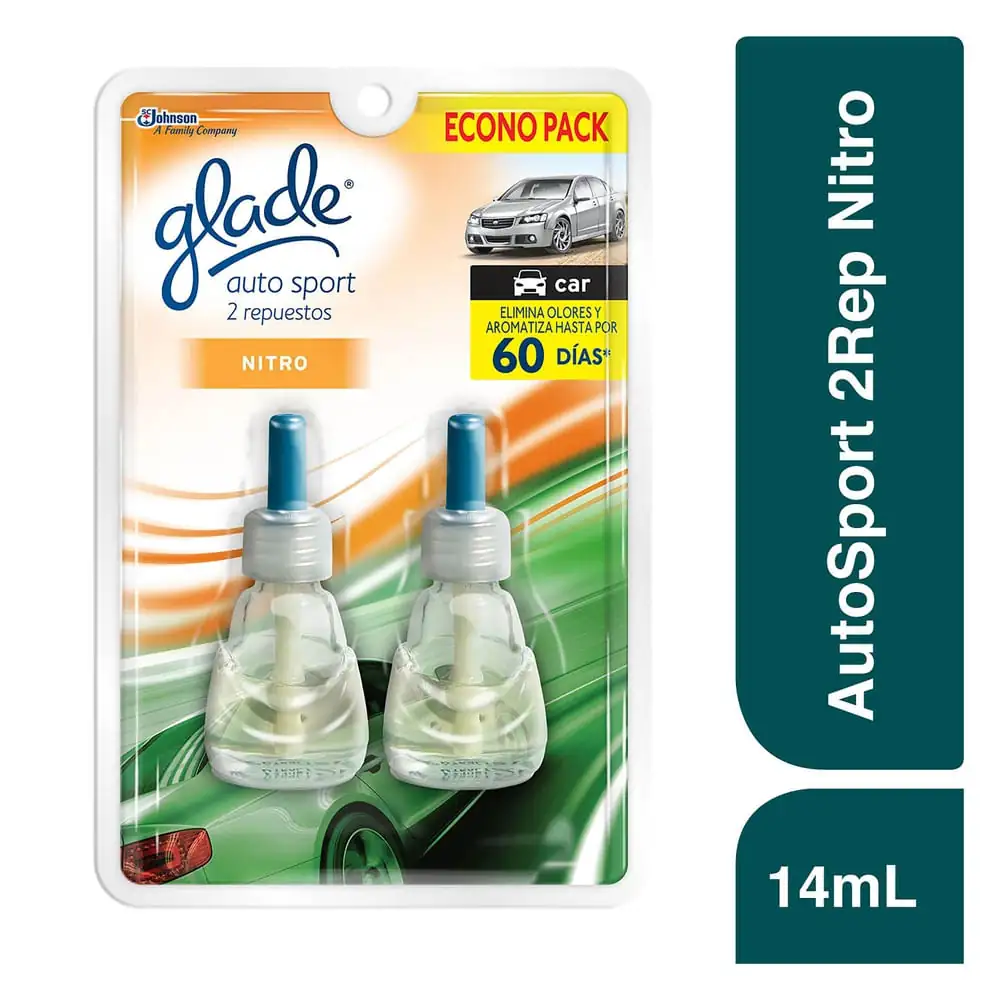 SC Johnson
A Family Company
ECONO PACK
glade®
auto sport
2 repuestos
NITRO
car
ELIMINA OLORES Y
AROMATIZA HASTA POR
60 DÍAS*
AutoSport 2Rep Nitro
14mL